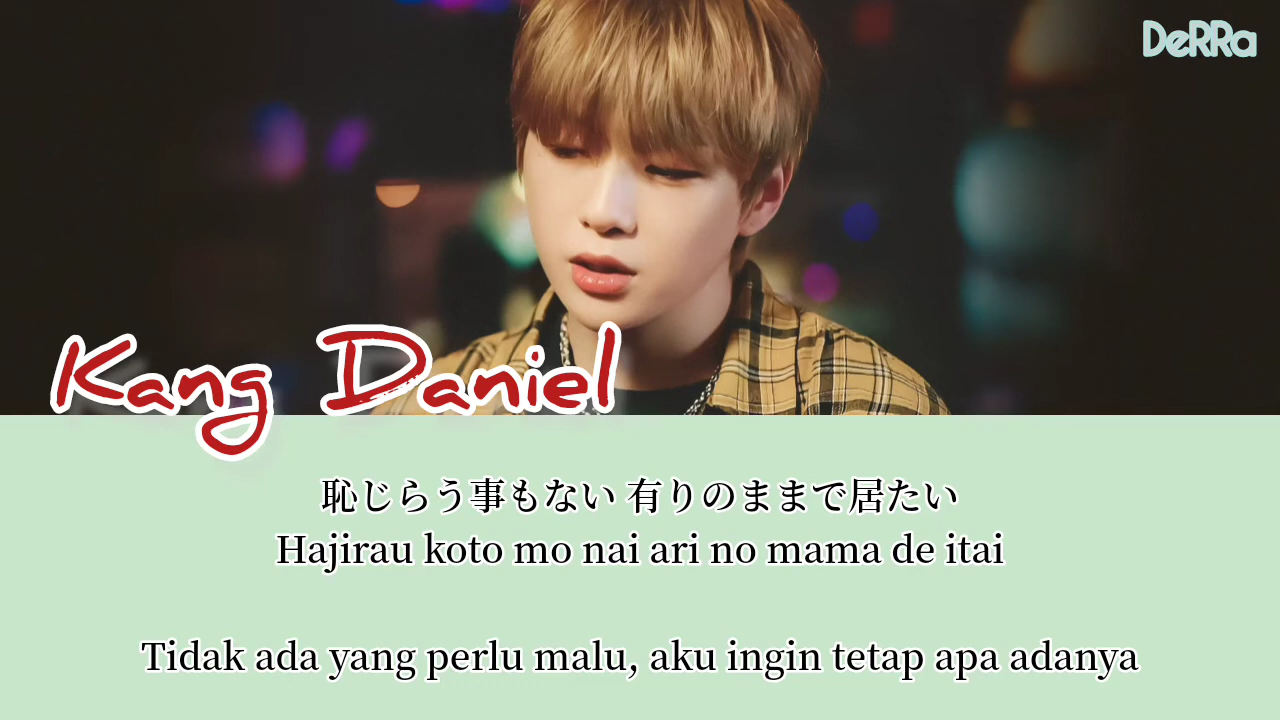 DeRRa
Kang Daniel
恥じらう事もない 有りのままで居たい
Hajirau koto mo nai ari no mama de itai
Tidak ada yang perlu malu, aku ingin tetap apa adanya